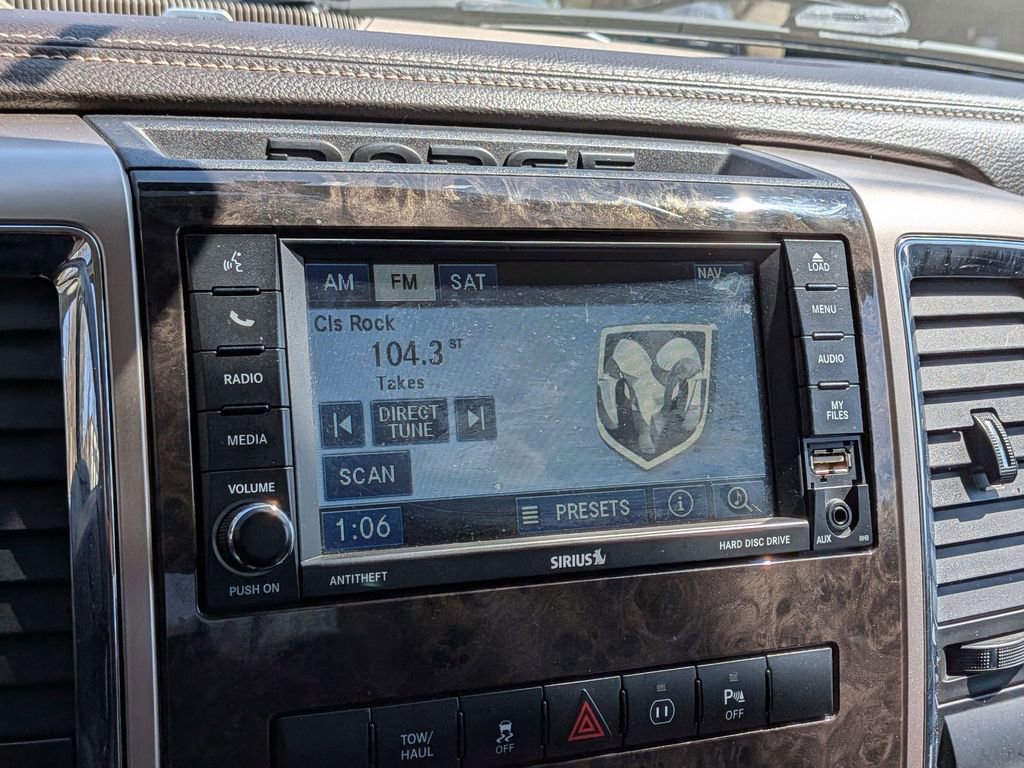 DODGE
LOAD
AM FM SAT NAV
MENU
Cls Rock
104.3 ST
AUDIO
RADIO
Takes
DIRECT
TUNE
MY
FILES
MEDIA
SCAN
VOLUME
PRESETS
1:06
AUX RHB
HARD DISC DRIVE
SIRIUS
ANTITHEFT
PUSH ON
P
OFF
TOW/
HAUL
OFF